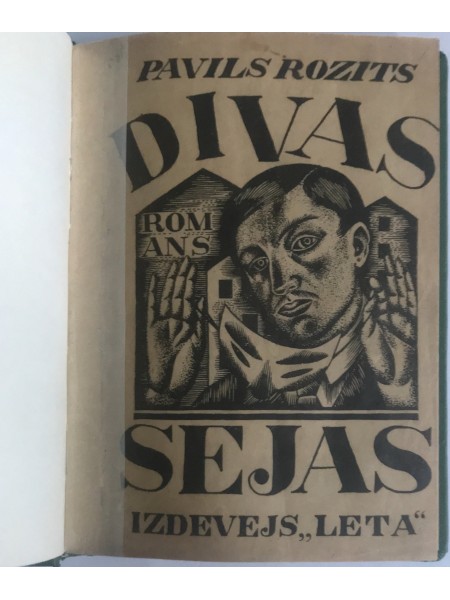 PAVILS ROZITS
DIVAS
ROM
ANS
SEJAS
IZDEVEJS „LETA“